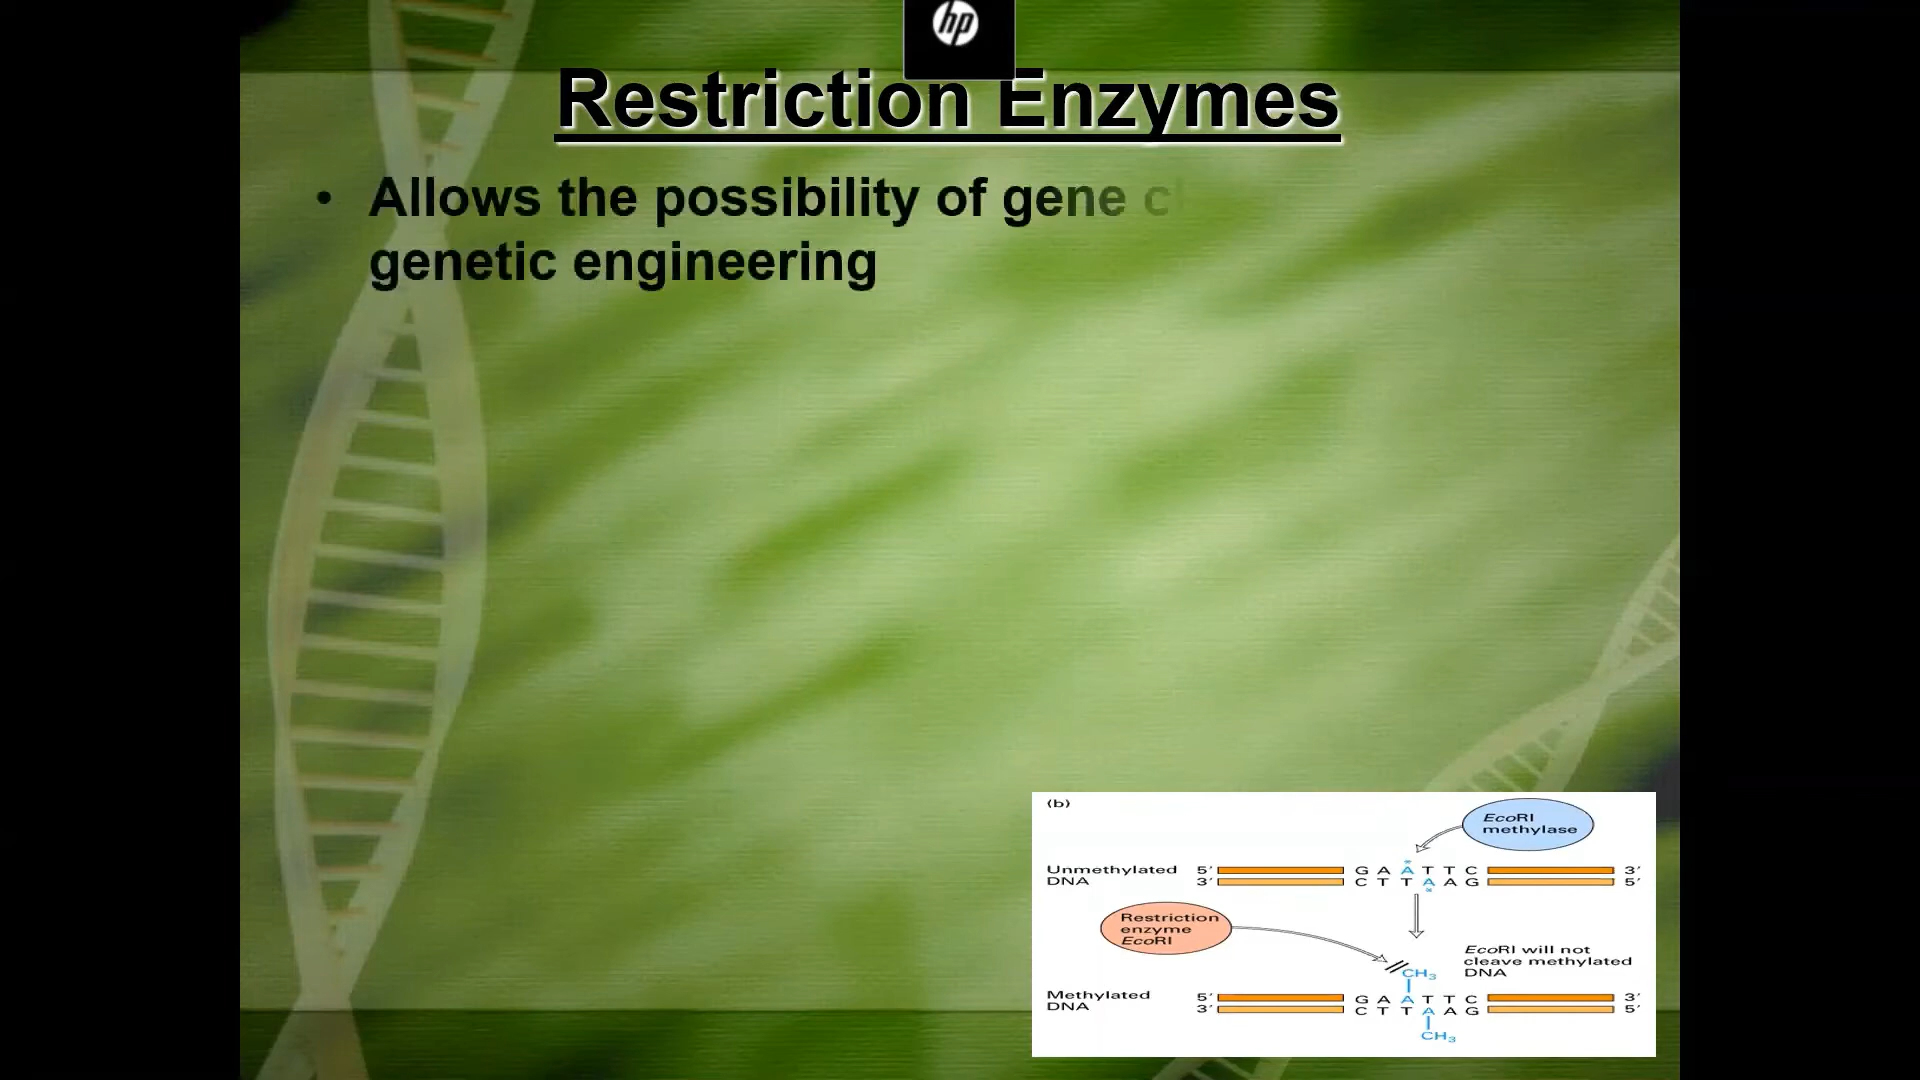 hp
Restriction Enzymes
• Allows the possibility of gene
genetic engineering
(b)
EcoRI
methylase
Unmethylated 5′ G A A T T C 3′
DNA 3′ C T T A A G 5′
Restriction
enzyme
EcoRI
EcoRI will not
cleave methylated
DNA
CH3
Methylated 5′ G A A T T C 3′
DNA 3′ C T T A A G 5′
CH3